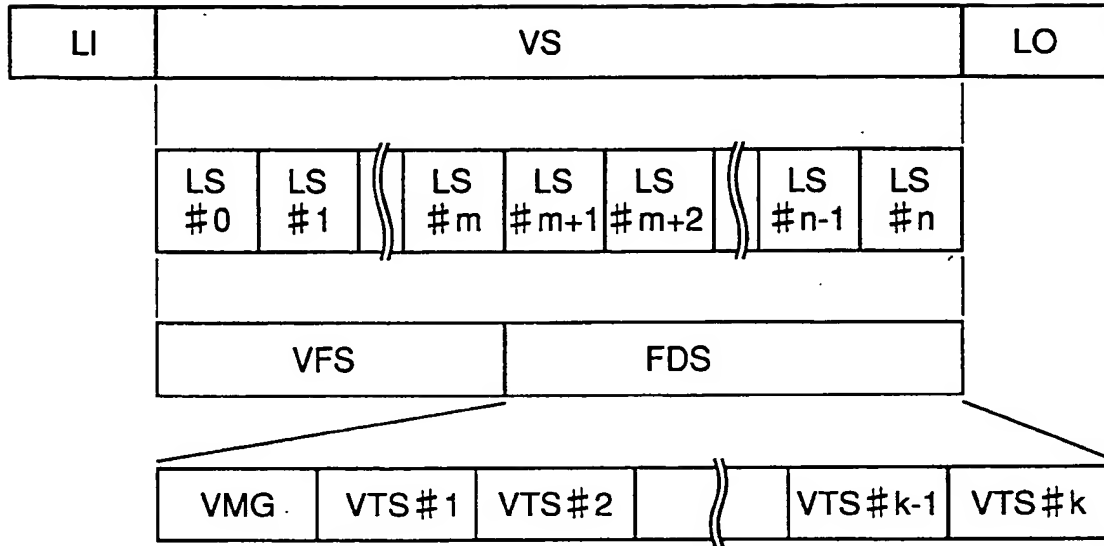 LI VS LO
LS #0 LS #1 LS #m LS #m+1 LS #m+2 LS #n-1 LS #n
VFS FDS
VMG VTS#1 VTS#2 VTS#k-1 VTS#k